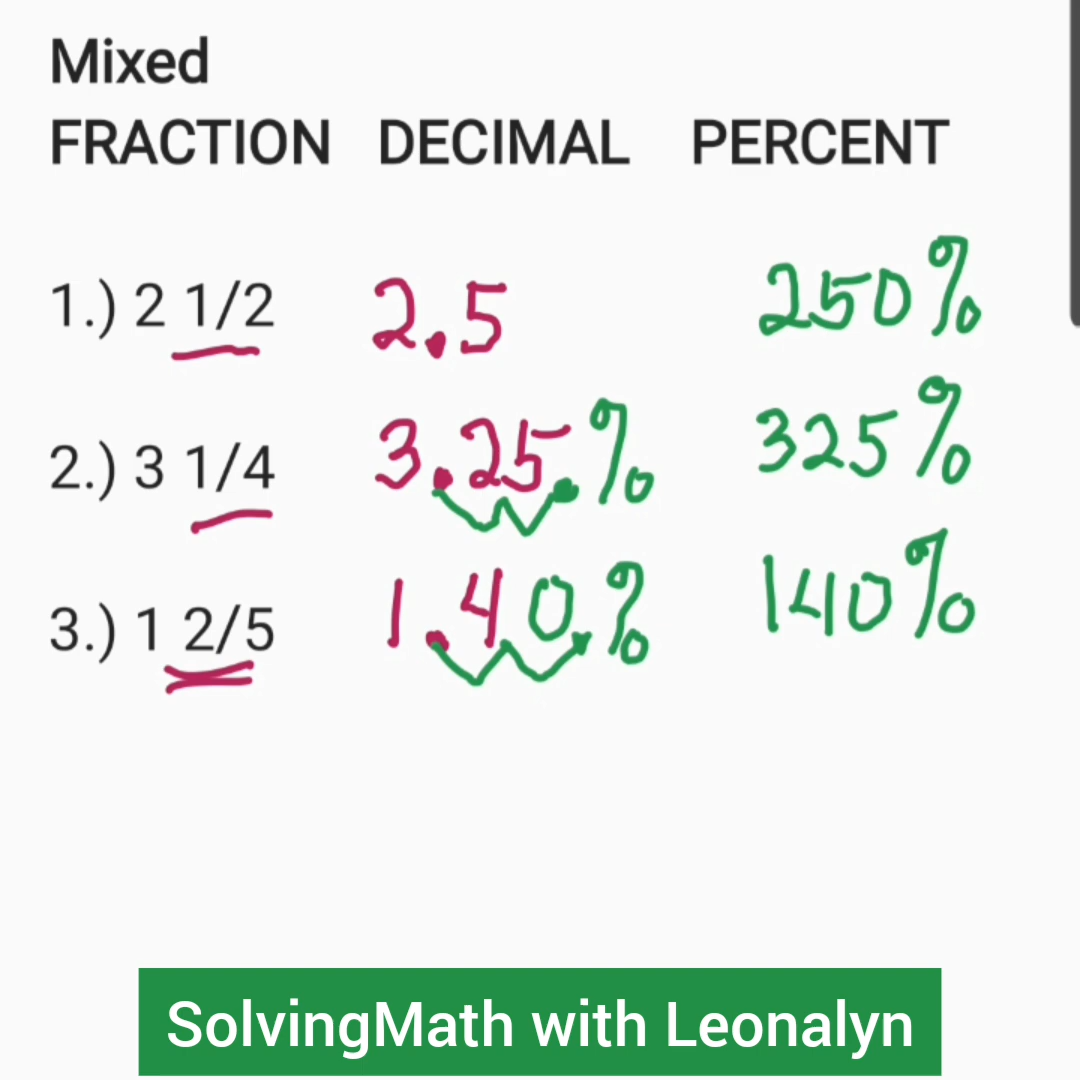 Mixed
FRACTION DECIMAL PERCENT
1.) 2 1/2 2.5 250%
2.) 3 1/4 3.25.% 325%
3.) 1 2/5 1.40.% 140%
SolvingMath with Leonalyn